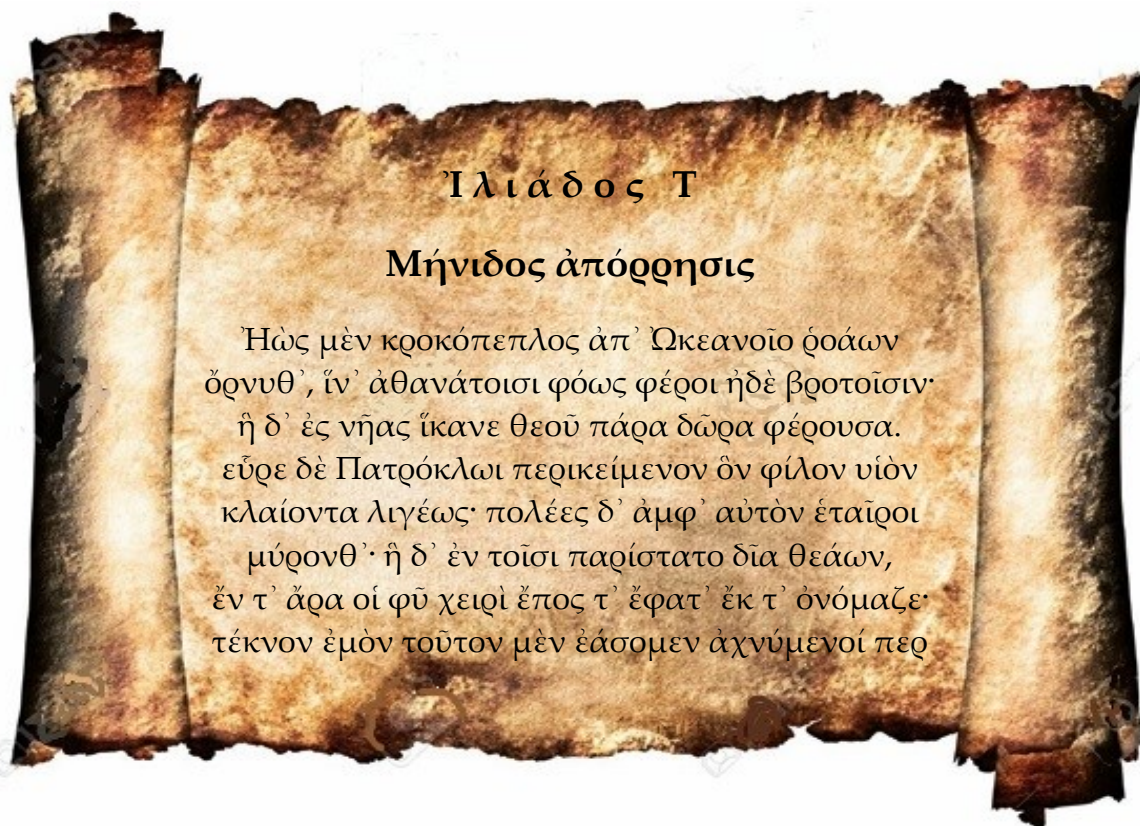 Ἰλιάδος Τ
Μήνιδος ἀπόρρησις
Ἠὼς μὲν κροκόπεπλος ἀπ᾽ Ὠκεανοῖο ῥοάων
ὄρνυθ᾽, ἵν᾽ ἀθανάτοισι φόως φέροι ἠδὲ βροτοῖσιν·
ἣ δ᾽ ἐς νῆας ἵκανε θεοῦ πάρα δῶρα φέρουσα.
εὗρε δὲ Πατρόκλωι περικείμενον ὃν φίλον υἱὸν
κλαίοντα λιγέως· πολέες δ᾽ ἀμφ᾽ αὐτὸν ἑταῖροι
μύρονθ᾽· ἣ δ᾽ ἐν τοῖσι παρίστατο δῖα θεάων,
ἔν τ᾽ ἄρα οἱ φῦ χειρὶ ἔπος τ᾽ ἔφατ᾽ ἔκ τ᾽ ὀνόμαζε·
τέκνον ἐμὸν τοῦτον μὲν ἐάσομεν ἀχνύμενοί περ